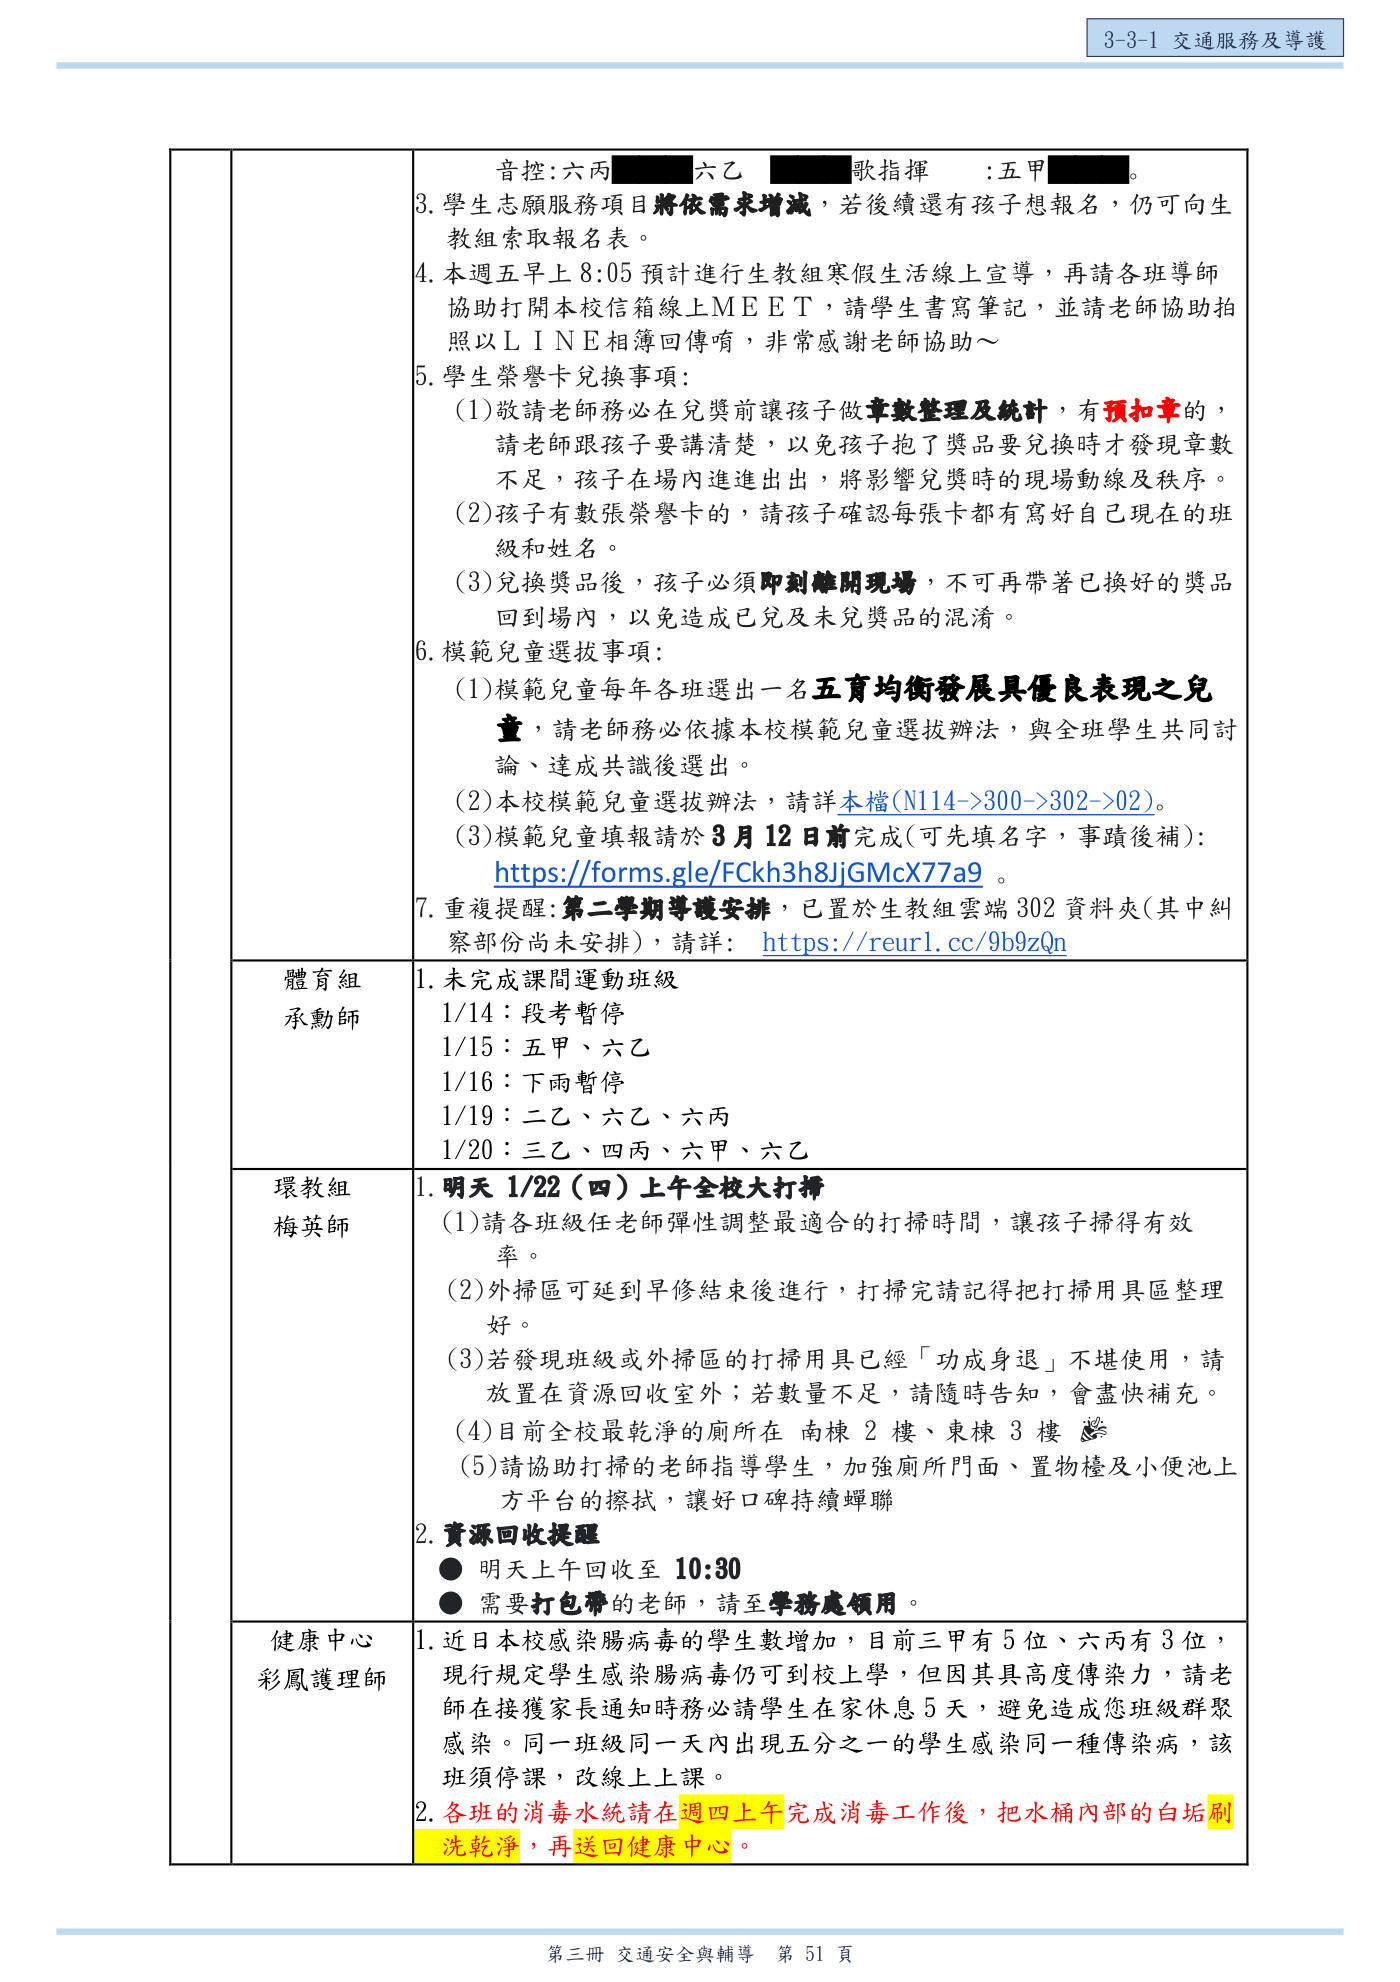 3-3-1 交通服務及導護
音控:六丙 六乙 歌指揮 :五甲 。
3.學生志願服務項目將依需求增減，若後續還有孩子想報名，仍可向生
教組索取報名表。
4.本週五早上 8:05 預計進行生教組寒假生活線上宣導，再請各班導師
協助打開本校信箱線上ＭＥＥＴ，請學生書寫筆記，並請老師協助拍
照以ＬＩＮＥ相簿回傳唷，非常感謝老師協助～
5.學生榮譽卡兌換事項:
(1)敬請老師務必在兌獎前讓孩子做章數整理及統計，有預扣章的，
請老師跟孩子要講清楚，以免孩子抱了獎品要兌換時才發現章數
不足，孩子在場內進進出出，將影響兌獎時的現場動線及秩序。
(2)孩子有數張榮譽卡的，請孩子確認每張卡都有寫好自己現在的班
級和姓名。
(3)兌換獎品後，孩子必須即刻離開現場，不可再帶著已換好的獎品
回到場內，以免造成已兌及未兌獎品的混淆。
6.模範兒童選拔事項:
(1)模範兒童每年各班選出一名五育均衡發展具優良表現之兒
童，請老師務必依據本校模範兒童選拔辦法，與全班學生共同討
論、達成共識後選出。
(2)本校模範兒童選拔辦法，請詳本檔(N114->300->302->02)。
(3)模範兒童填報請於 3 月 12 日前完成(可先填名字，事蹟後補):
https://forms.gle/FCkh3h8JjGMcX77a9 。
7.重複提醒:第二學期導護安排，已置於生教組雲端 302 資料夾(其中糾
察部份尚未安排)，請詳: https://reurl.cc/9b9zQn
體育組
承勳師
1.未完成課間運動班級
1/14：段考暫停
1/15：五甲、六乙
1/16：下雨暫停
1/19：二乙、六乙、六丙
1/20：三乙、四丙、六甲、六乙
環教組
梅英師
1.明天 1/22（四）上午全校大打掃
(1)請各班級任老師彈性調整最適合的打掃時間，讓孩子掃得有效
率。
(2)外掃區可延到早修結束後進行，打掃完請記得把打掃用具區整理
好。
(3)若發現班級或外掃區的打掃用具已經「功成身退」不堪使用，請
放置在資源回收室外；若數量不足，請隨時告知，會盡快補充。
(4)目前全校最乾淨的廁所在 南棟 2 樓、東棟 3 樓 🎉
(5)請協助打掃的老師指導學生，加強廁所門面、置物檯及小便池上
方平台的擦拭，讓好口碑持續蟬聯
2.資源回收提醒
● 明天上午回收至 10:30
● 需要打包帶的老師，請至學務處領用。
健康中心
彩鳳護理師
1.近日本校感染腸病毒的學生數增加，目前三甲有 5 位、六丙有 3 位，
現行規定學生感染腸病毒仍可到校上學，但因其具高度傳染力，請老
師在接獲家長通知時務必請學生在家休息 5 天，避免造成您班級群聚
感染。同一班級同一天內出現五分之一的學生感染同一種傳染病，該
班須停課，改線上上課。
2.各班的消毒水統請在週四上午完成消毒工作後，把水桶內部的白垢刷
洗乾淨，再送回健康中心。
第三冊 交通安全與輔導 第 51 頁